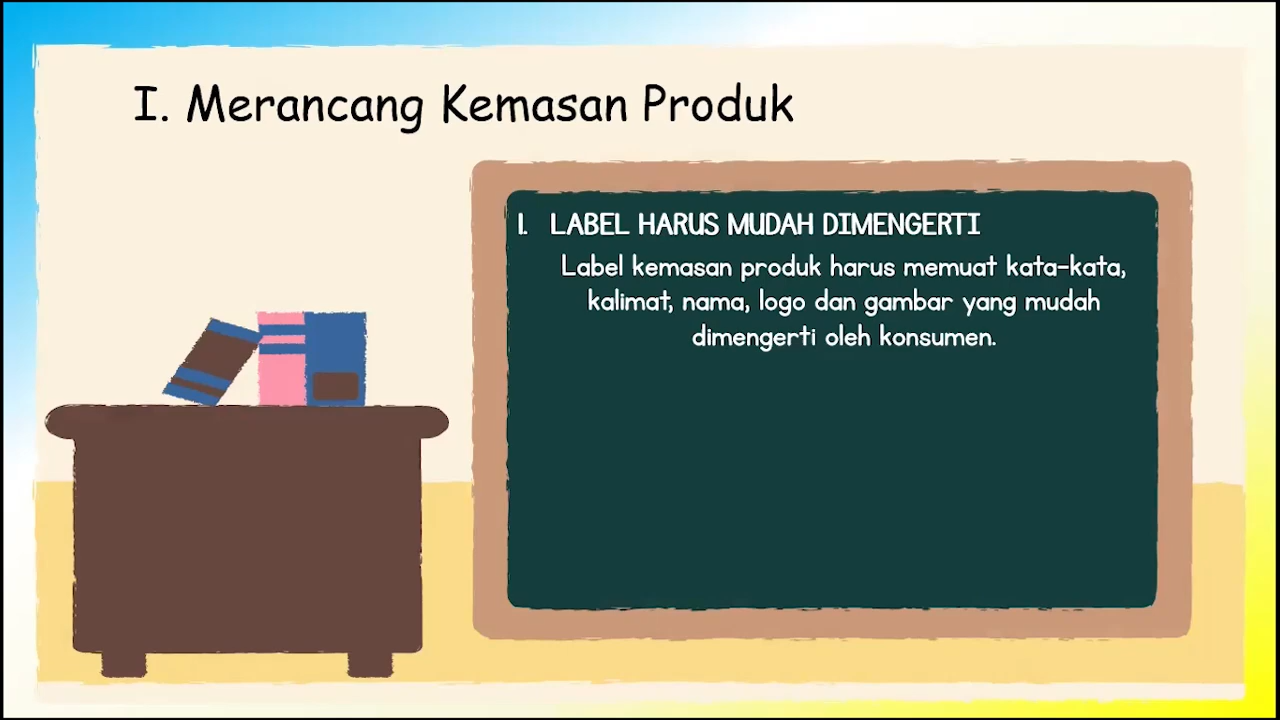 I. Merancang Kemasan Produk
1. LABEL HARUS MUDAH DIMENGERTI
Label kemasan produk harus memuat kata-kata,
kalimat, nama, logo dan gambar yang mudah
dimengerti oleh konsumen.